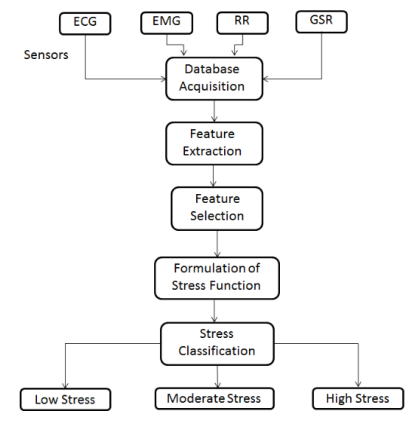 ECG
EMG
RR
GSR
Sensors
Database
Acquisition
Feature
Extraction
Feature
Selection
Formulation of
Stress Function
Stress
Classification
Low Stress
Moderate Stress
High Stress